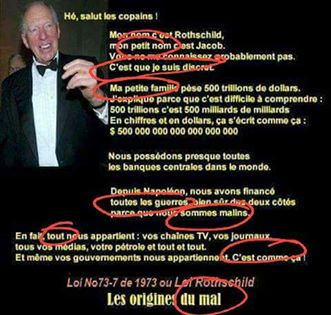 Hé, salut les copains !
Mon nom c'est Rothschild,
mon petit nom c'est Jacob.
Vous ne me connaissez probablement pas.
C'est que je suis discret.
Ma petite famille pèse 500 trillions de dollars.
J'explique parce que c'est difficile à comprendre :
500 trillions c'est 500 milliards de milliards
En chiffres et en dollars, ça s'écrit comme ça :
$ 500 000 000 000 000 000 000
Nous possédons presque toutes
les banques centrales dans le monde.
Depuis Napoléon, nous avons financé
toutes les guerres, bien sûr des deux côtés
parce que nous sommes malins.
En fait, tout nous appartient : vos chaînes TV, vos journaux,
tous vos médias, votre pétrole et tout et tout.
Et même vos gouvernements nous appartiennent. C'est comme ça !
Loi No73-7 de 1973 ou Loi Rothschild
Les origines du mal